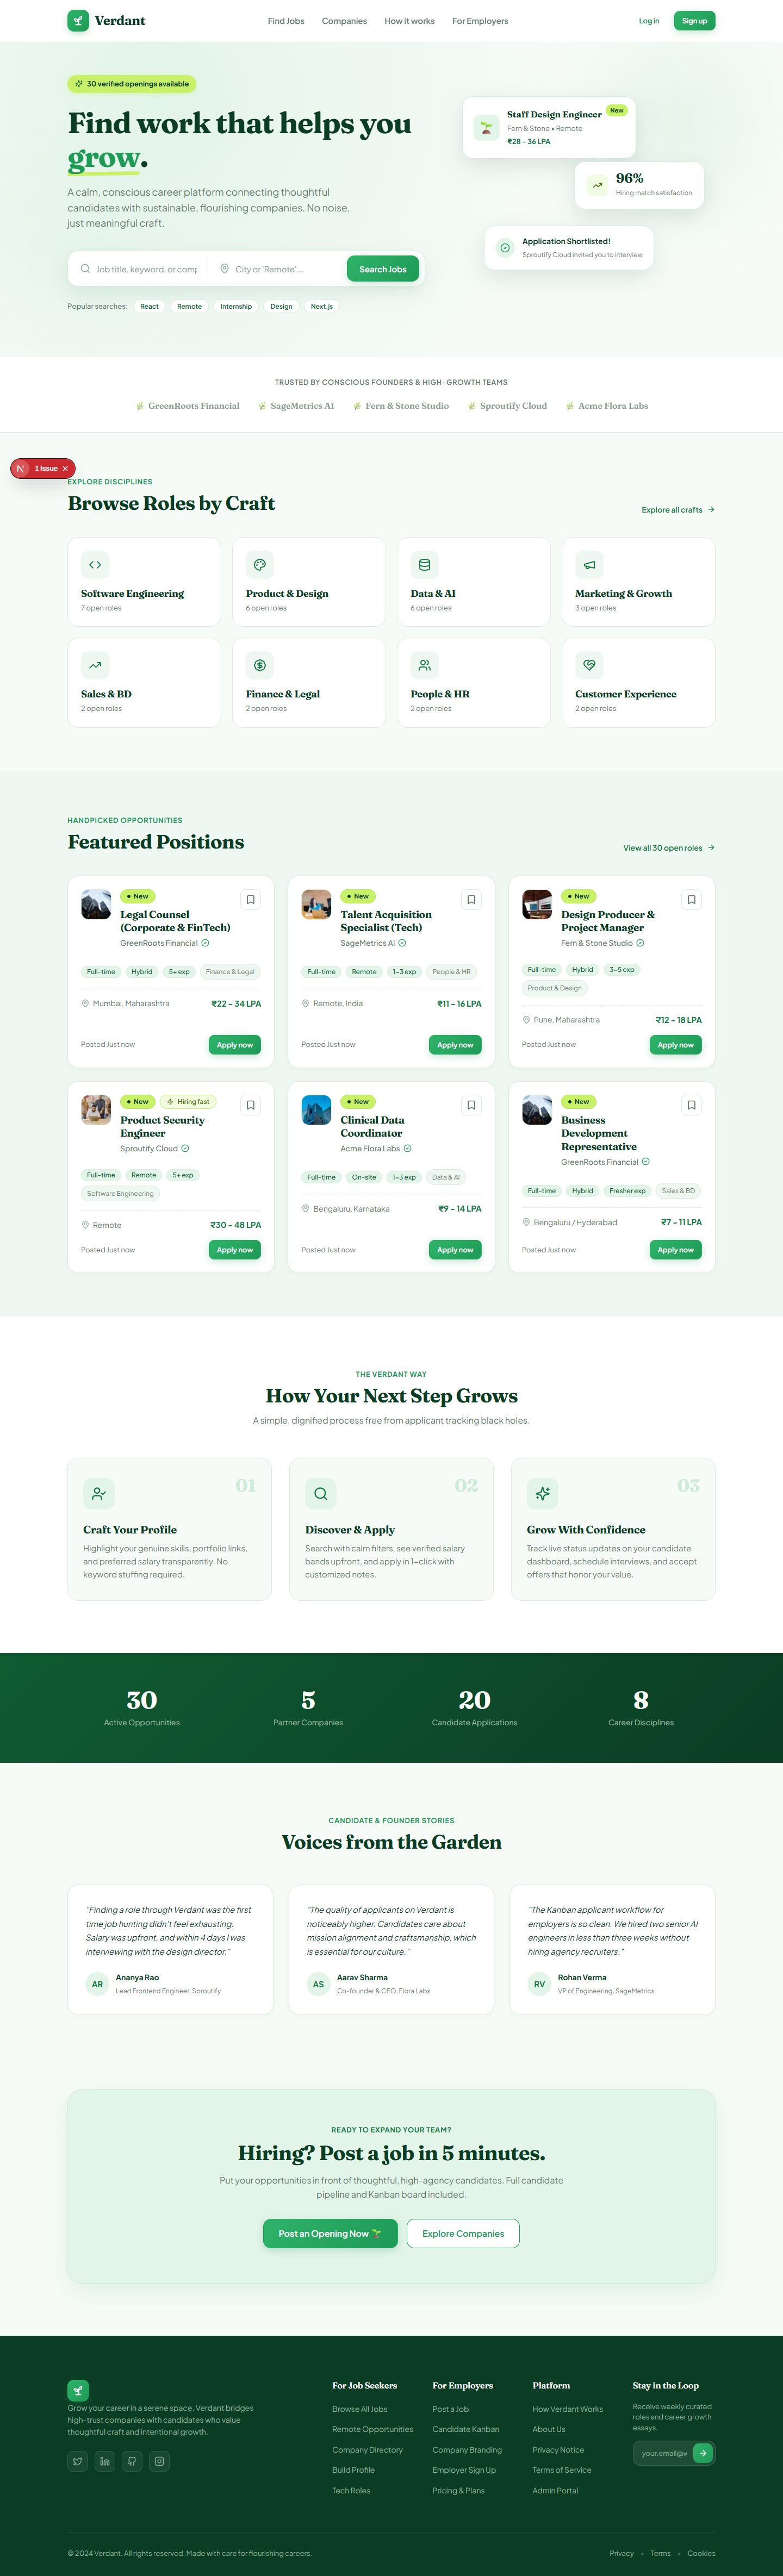 Verdant
Find Jobs
Companies
How it works
For Employers
Log in
Sign up
30 verified openings available
Find work that helps you
grow.
A calm, conscious career platform connecting thoughtful
candidates with sustainable, flourishing companies. No noise,
just meaningful craft.
Job title, keyword, or comp
City or 'Remote'...
Search Jobs
Popular searches:
React
Remote
Internship
Design
Next.js
Staff Design Engineer
New
Fern & Stone • Remote
₹28 – 36 LPA
96%
Hiring match satisfaction
Application Shortlisted!
Sproutify Cloud invited you to interview
TRUSTED BY CONSCIOUS FOUNDERS & HIGH-GROWTH TEAMS
GreenRoots Financial
SageMetrics AI
Fern & Stone Studio
Sproutify Cloud
Acme Flora Labs
1 Issue
EXPLORE DISCIPLINES
Browse Roles by Craft
Explore all crafts
Software Engineering
7 open roles
Product & Design
6 open roles
Data & AI
6 open roles
Marketing & Growth
3 open roles
Sales & BD
2 open roles
Finance & Legal
2 open roles
People & HR
2 open roles
Customer Experience
2 open roles
HANDPICKED OPPORTUNITIES
Featured Positions
View all 30 open roles
New
Legal Counsel
(Corporate & FinTech)
GreenRoots Financial
Full-time
Hybrid
5+ exp
Finance & Legal
Mumbai, Maharashtra
₹22 – 34 LPA
Posted Just now
Apply now
New
Talent Acquisition
Specialist (Tech)
SageMetrics AI
Full-time
Remote
1–3 exp
People & HR
Remote, India
₹11 – 16 LPA
Posted Just now
Apply now
New
Design Producer &
Project Manager
Fern & Stone Studio
Full-time
Hybrid
3–5 exp
Product & Design
Pune, Maharashtra
₹12 – 18 LPA
Posted Just now
Apply now
New
Hiring fast
Product Security
Engineer
Sproutify Cloud
Full-time
Remote
5+ exp
Software Engineering
Remote
₹30 – 48 LPA
Posted Just now
Apply now
New
Clinical Data
Coordinator
Acme Flora Labs
Full-time
On-site
1–3 exp
Data & AI
Bengaluru, Karnataka
₹9 – 14 LPA
Posted Just now
Apply now
New
Business
Development
Representative
GreenRoots Financial
Full-time
Hybrid
Fresher exp
Sales & BD
Bengaluru / Hyderabad
₹7 – 11 LPA
Posted Just now
Apply now
THE VERDANT WAY
How Your Next Step Grows
A simple, dignified process free from applicant tracking black holes.
01
Craft Your Profile
Highlight your genuine skills, portfolio links,
and preferred salary transparently. No
keyword stuffing required.
02
Discover & Apply
Search with calm filters, see verified salary
bands upfront, and apply in 1-click with
customized notes.
03
Grow With Confidence
Track live status updates on your candidate
dashboard, schedule interviews, and accept
offers that honor your value.
30
Active Opportunities
5
Partner Companies
20
Candidate Applications
8
Career Disciplines
CANDIDATE & FOUNDER STORIES
Voices from the Garden
"Finding a role through Verdant was the first
time job hunting didn't feel exhausting.
Salary was upfront, and within 4 days I was
interviewing with the design director."
AR
Ananya Rao
Lead Frontend Engineer, Sproutify
"The quality of applicants on Verdant is
noticeably higher. Candidates care about
mission alignment and craftsmanship, which
is essential for our culture."
AS
Aarav Sharma
Co-founder & CEO, Flora Labs
"The Kanban applicant workflow for
employers is so clean. We hired two senior AI
engineers in less than three weeks without
hiring agency recruiters."
RV
Rohan Verma
VP of Engineering, SageMetrics
READY TO EXPAND YOUR TEAM?
Hiring? Post a job in 5 minutes.
Put your opportunities in front of thoughtful, high-agency candidates. Full candidate
pipeline and Kanban board included.
Post an Opening Now
Explore Companies
Grow your career in a serene space. Verdant bridges
high-trust companies with candidates who value
thoughtful craft and intentional growth.
For Job Seekers
Browse All Jobs
Remote Opportunities
Company Directory
Build Profile
Tech Roles
For Employers
Post a Job
Candidate Kanban
Company Branding
Employer Sign Up
Pricing & Plans
Platform
How Verdant Works
About Us
Privacy Notice
Terms of Service
Admin Portal
Stay in the Loop
Receive weekly curated
roles and career growth
essays.
your.email@w
© 2024 Verdant. All rights reserved. Made with care for flourishing careers.
Privacy • Terms • Cookies